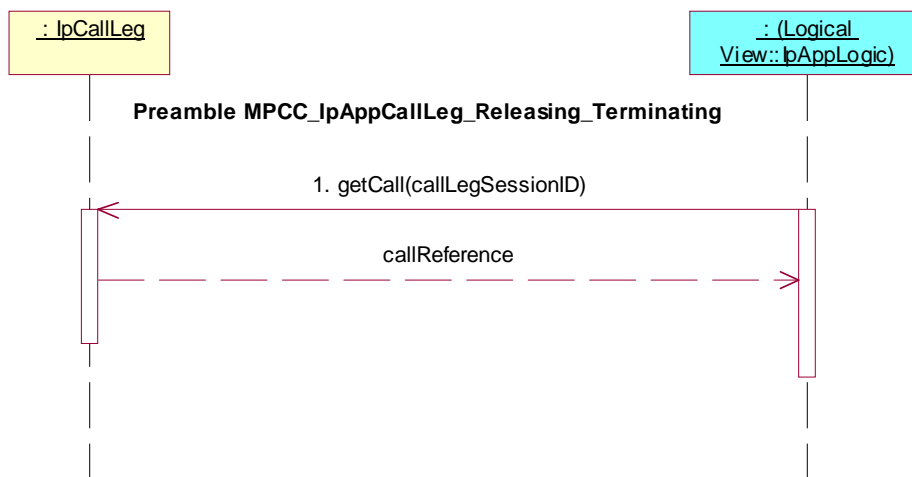 : IpCallLeg
: (Logical
View::IpAppLogic)
Preamble MPCC_IpAppCallLeg_Releasing_Terminating
1. getCall(callLegSessionID)
callReference